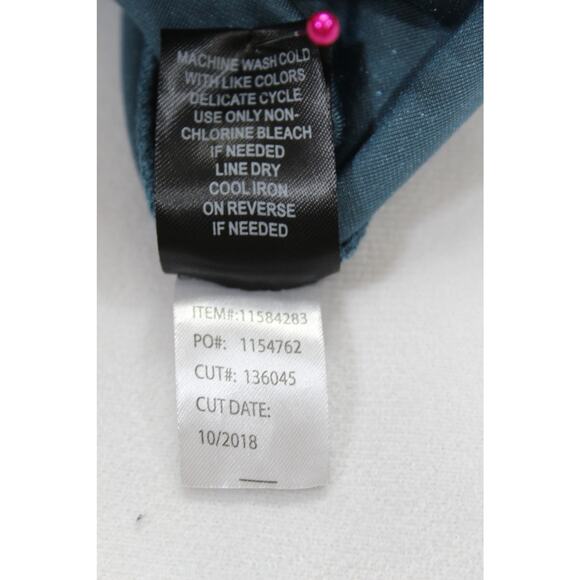 MACHINE WASH COLD
WITH LIKE COLORS
DELICATE CYCLE
USE ONLY NON-
CHLORINE BLEACH
IF NEEDED
LINE DRY
COOL IRON
ON REVERSE
IF NEEDED
ITEM#:11584283
PO#: 1154762
CUT#: 136045
CUT DATE:
10/2018